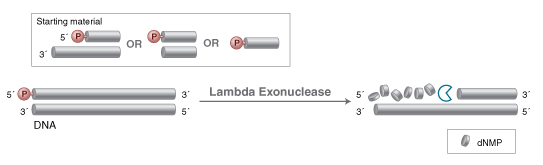 Starting material
5´ P OR P OR P
3´
5´ P 3´ Lambda Exonuclease 5´ 3´
3´ 5´ 3´ 5´
DNA
dNMP